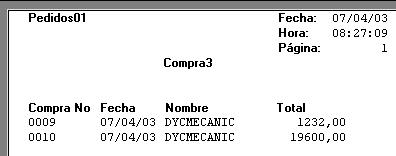 Pedidos01 Fecha: 07/04/03
Hora: 08:27:09
Página: 1
Compra3
Compra No Fecha Nombre Total
0009 07/04/03 DYCMECANIC 1232,00
0010 07/04/03 DYCMECANIC 19600,00